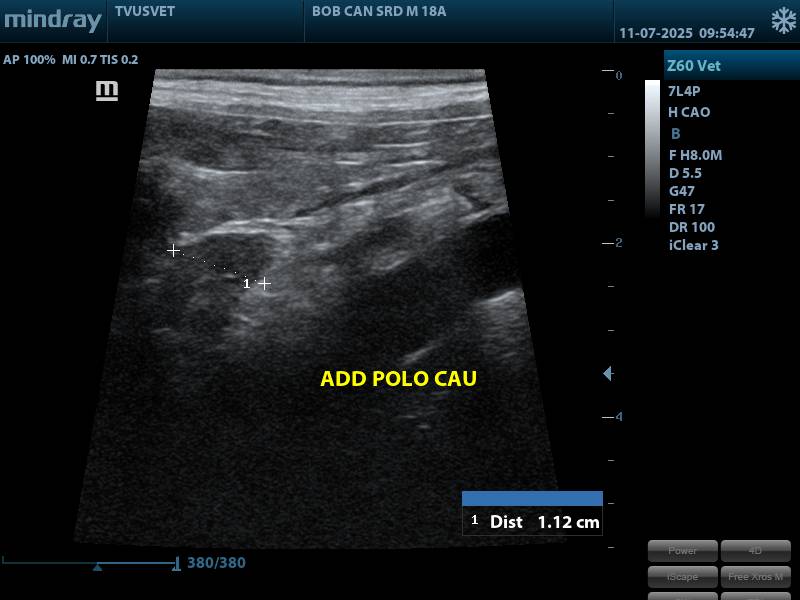 mindray
TVUSVET
BOB CAN SRD M 18A
11-07-2025 09:54:47
AP 100% MI 0.7 TIS 0.2
m
Z60 Vet
7L4P
H CAO
B
F H8.0M
D 5.5
G47
FR 17
DR 100
iClear 3
0
2
4
1
ADD POLO CAU
1 Dist 1.12 cm
380/380
Power
4D
iScape
Free Xros M